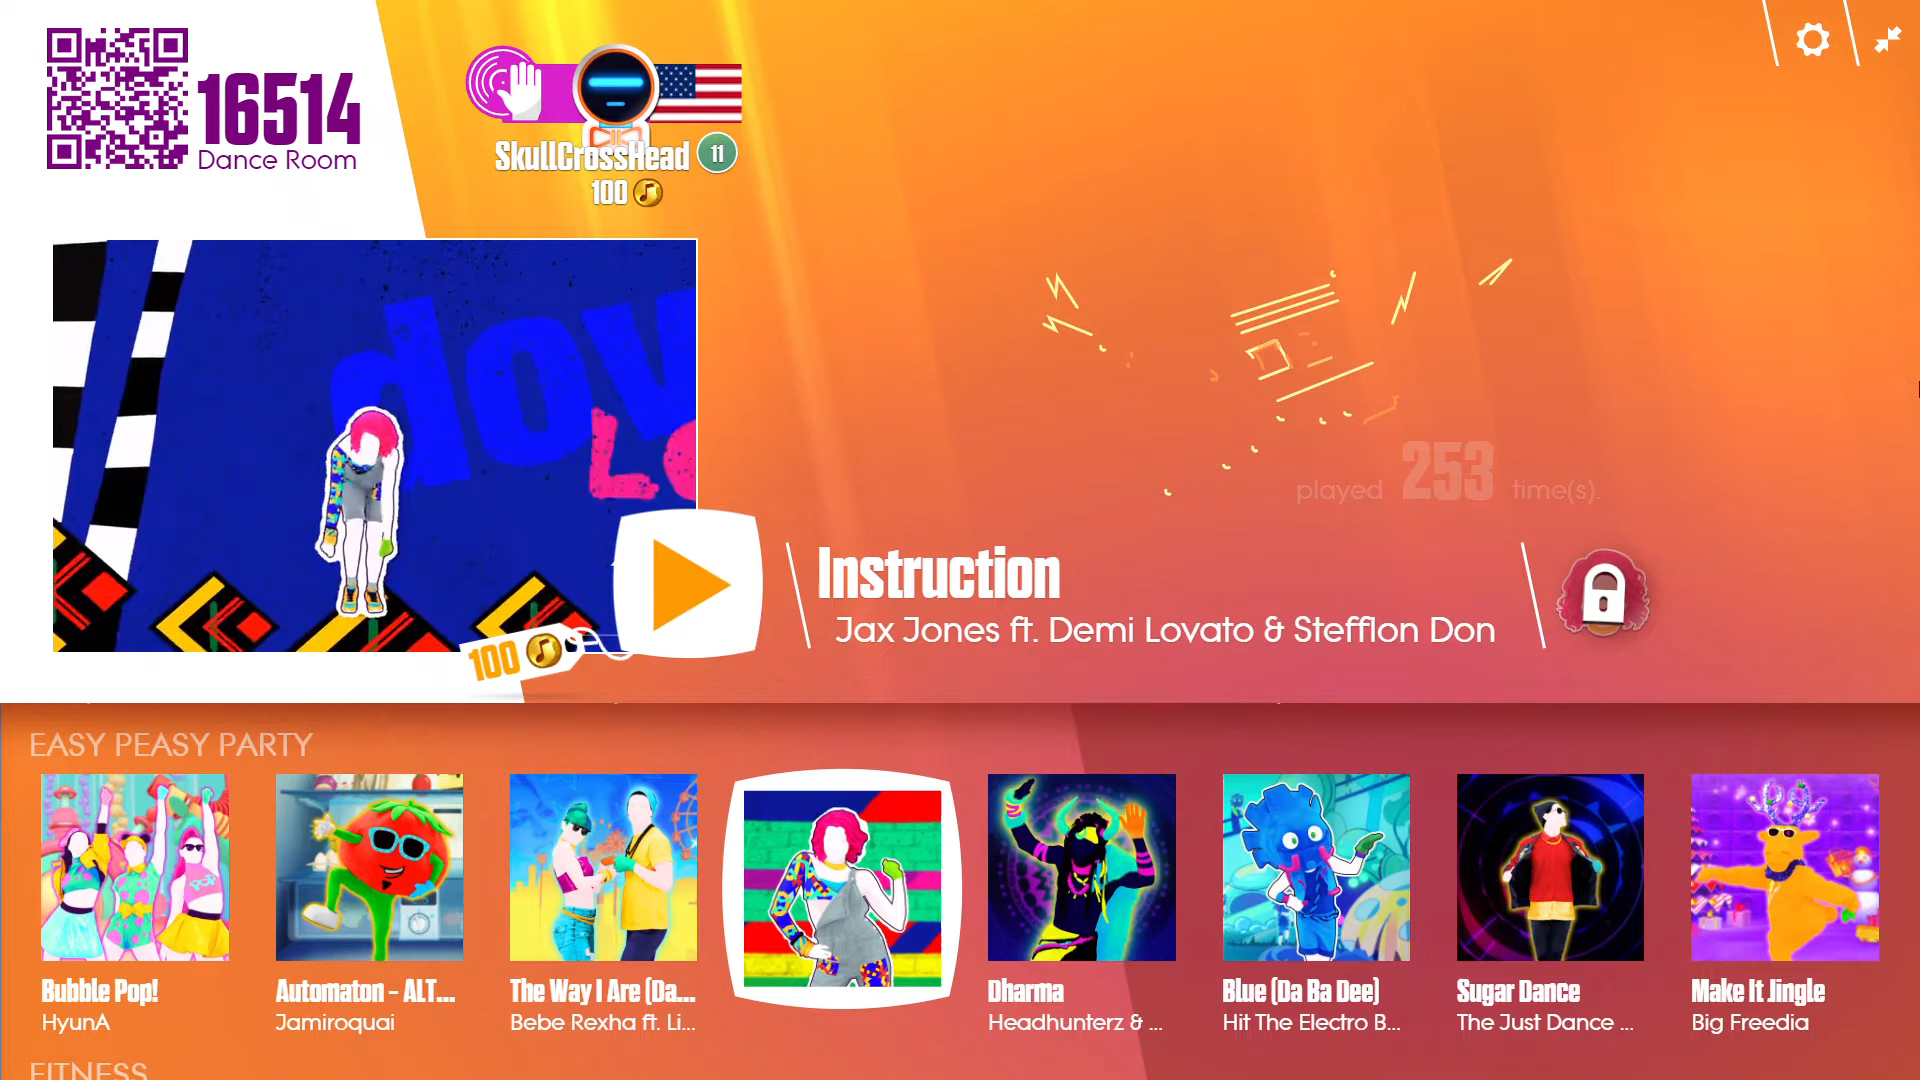 16514
Dance Room
SkullCrossHead 11
100
dov
Lo
played 253 time(s).
Instruction
Jax Jones ft. Demi Lovato & Stefflon Don
100
EASY PEASY PARTY
Bubble Pop!
HyunA
Automaton - ALT...
Jamiroquai
The Way I Are (Da...
Bebe Rexha ft. Li...
Dharma
Headhunterz & ...
Blue (Da Ba Dee)
Hit The Electro B...
Sugar Dance
The Just Dance ...
Make It Jingle
Big Freedia
FITNESS